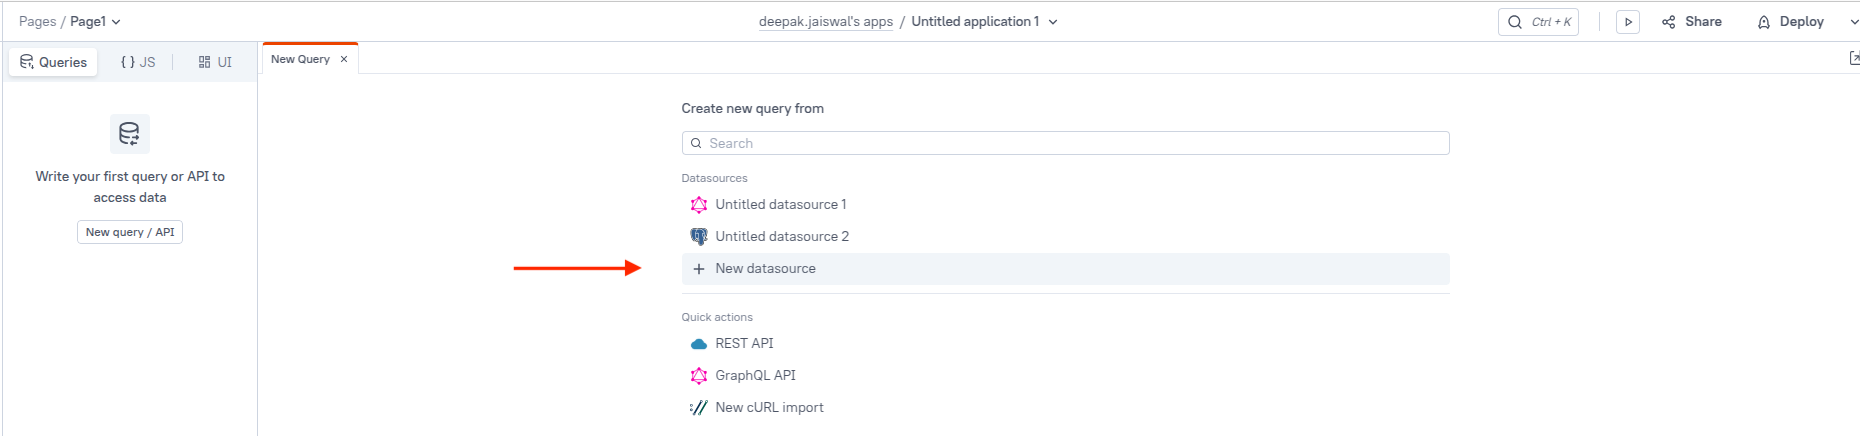 Pages / Page1
deepak.jaiswal's apps / Untitled application 1
Ctrl + K
Share
Deploy
Queries
{ } JS
UI
New Query ×
Write your first query or API to
access data
New query / API
Create new query from
Search
Datasources
Untitled datasource 1
Untitled datasource 2
+ New datasource
Quick actions
REST API
GraphQL API
New cURL import